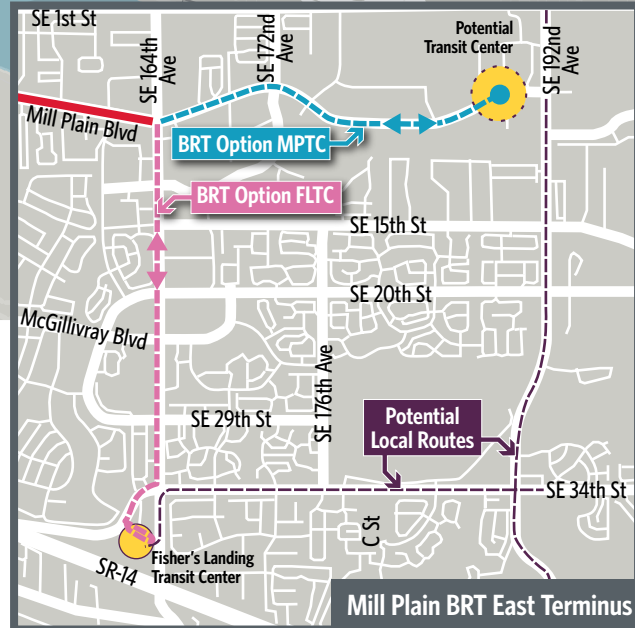 SE 1st St
SE 164th
Ave
SE 172nd
Ave
Potential
Transit Center
SE 192nd
Ave
Mill Plain Blvd
BRT Option MPTC
BRT Option FLTC
SE 15th St
SE 20th St
McGillivray Blvd
SE 176th Ave
SE 29th St
Potential
Local Routes
SE 34th St
C St
Fisher's Landing
Transit Center
SR-14
Mill Plain BRT East Terminus